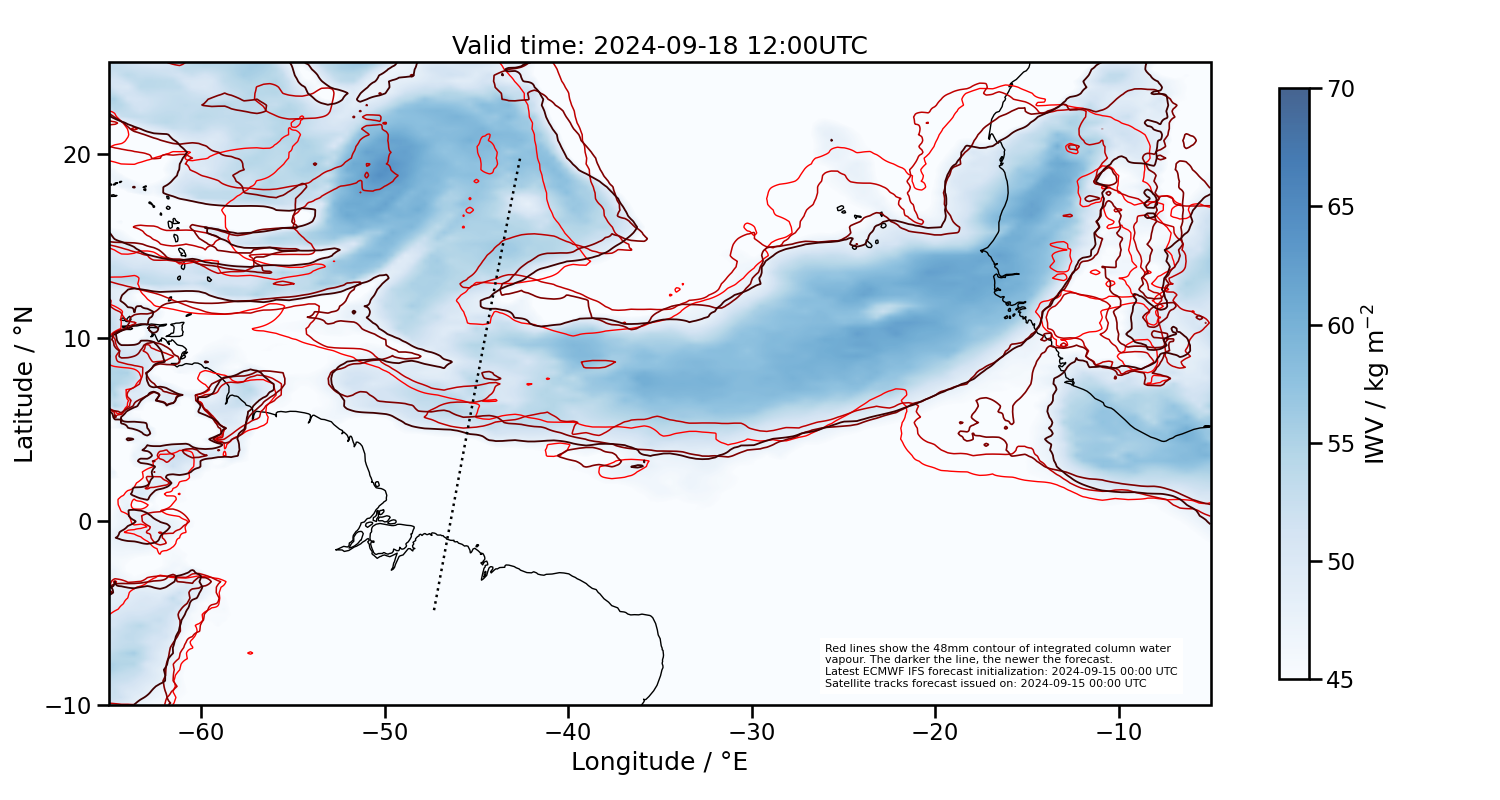 Valid time: 2024-09-18 12:00UTC
Latitude / °N
20
10
0
−10
−60
−50
−40
−30
−20
−10
Longitude / °E
Red lines show the 48mm contour of integrated column water
vapour. The darker the line, the newer the forecast.
Latest ECMWF IFS forecast initialization: 2024-09-15 00:00 UTC
Satellite tracks forecast issued on: 2024-09-15 00:00 UTC
70
65
60
55
50
45
IWV / kg m⁻²